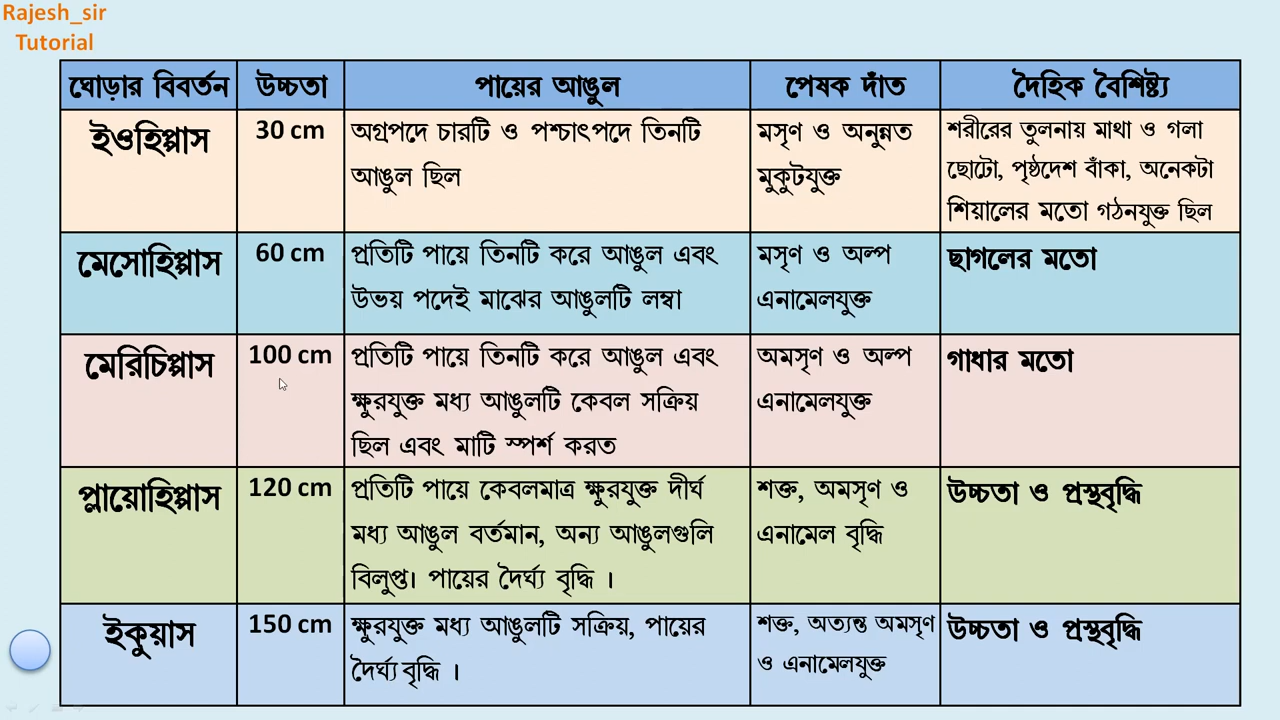 Rajesh_sir
Tutorial
ঘোড়ার বিবর্তন
উচ্চতা
পায়ের আঙুল
পেষক দাঁত
দৈহিক বৈশিষ্ট্য
ইওহিপ্পাস
30 cm
অগ্রপদে চারটি ও পশ্চাৎপদে তিনটি
আঙুল ছিল
মসৃণ ও অনুন্নত
মুকুটযুক্ত
শরীরের তুলনায় মাথা ও গলা
ছোটো, পৃষ্ঠদেশ বাঁকা, অনেকটা
শিয়ালের মতো গঠনযুক্ত ছিল
মেসোহিপ্পাস
60 cm
প্রতিটি পায়ে তিনটি করে আঙুল এবং
উভয় পদেই মাঝের আঙুলটি লম্বা
মসৃণ ও অল্প
এনামেলযুক্ত
ছাগলের মতো
মেরিচিপ্পাস
100 cm
প্রতিটি পায়ে তিনটি করে আঙুল এবং
ক্ষুরযুক্ত মধ্য আঙুলটি কেবল সক্রিয়
ছিল এবং মাটি স্পর্শ করত
অমসৃণ ও অল্প
এনামেলযুক্ত
গাধার মতো
প্লায়োহিপ্পাস
120 cm
প্রতিটি পায়ে কেবলমাত্র ক্ষুরযুক্ত দীর্ঘ
মধ্য আঙুল বর্তমান, অন্য আঙুলগুলি
বিলুপ্ত। পায়ের দৈর্ঘ্য বৃদ্ধি ।
শক্ত, অমসৃণ ও
এনামেল বৃদ্ধি
উচ্চতা ও প্রস্থবৃদ্ধি
ইকুয়াস
150 cm
ক্ষুরযুক্ত মধ্য আঙুলটি সক্রিয়, পায়ের
দৈর্ঘ্য বৃদ্ধি ।
শক্ত, অত্যন্ত অমসৃণ
ও এনামেলযুক্ত
উচ্চতা ও প্রস্থবৃদ্ধি